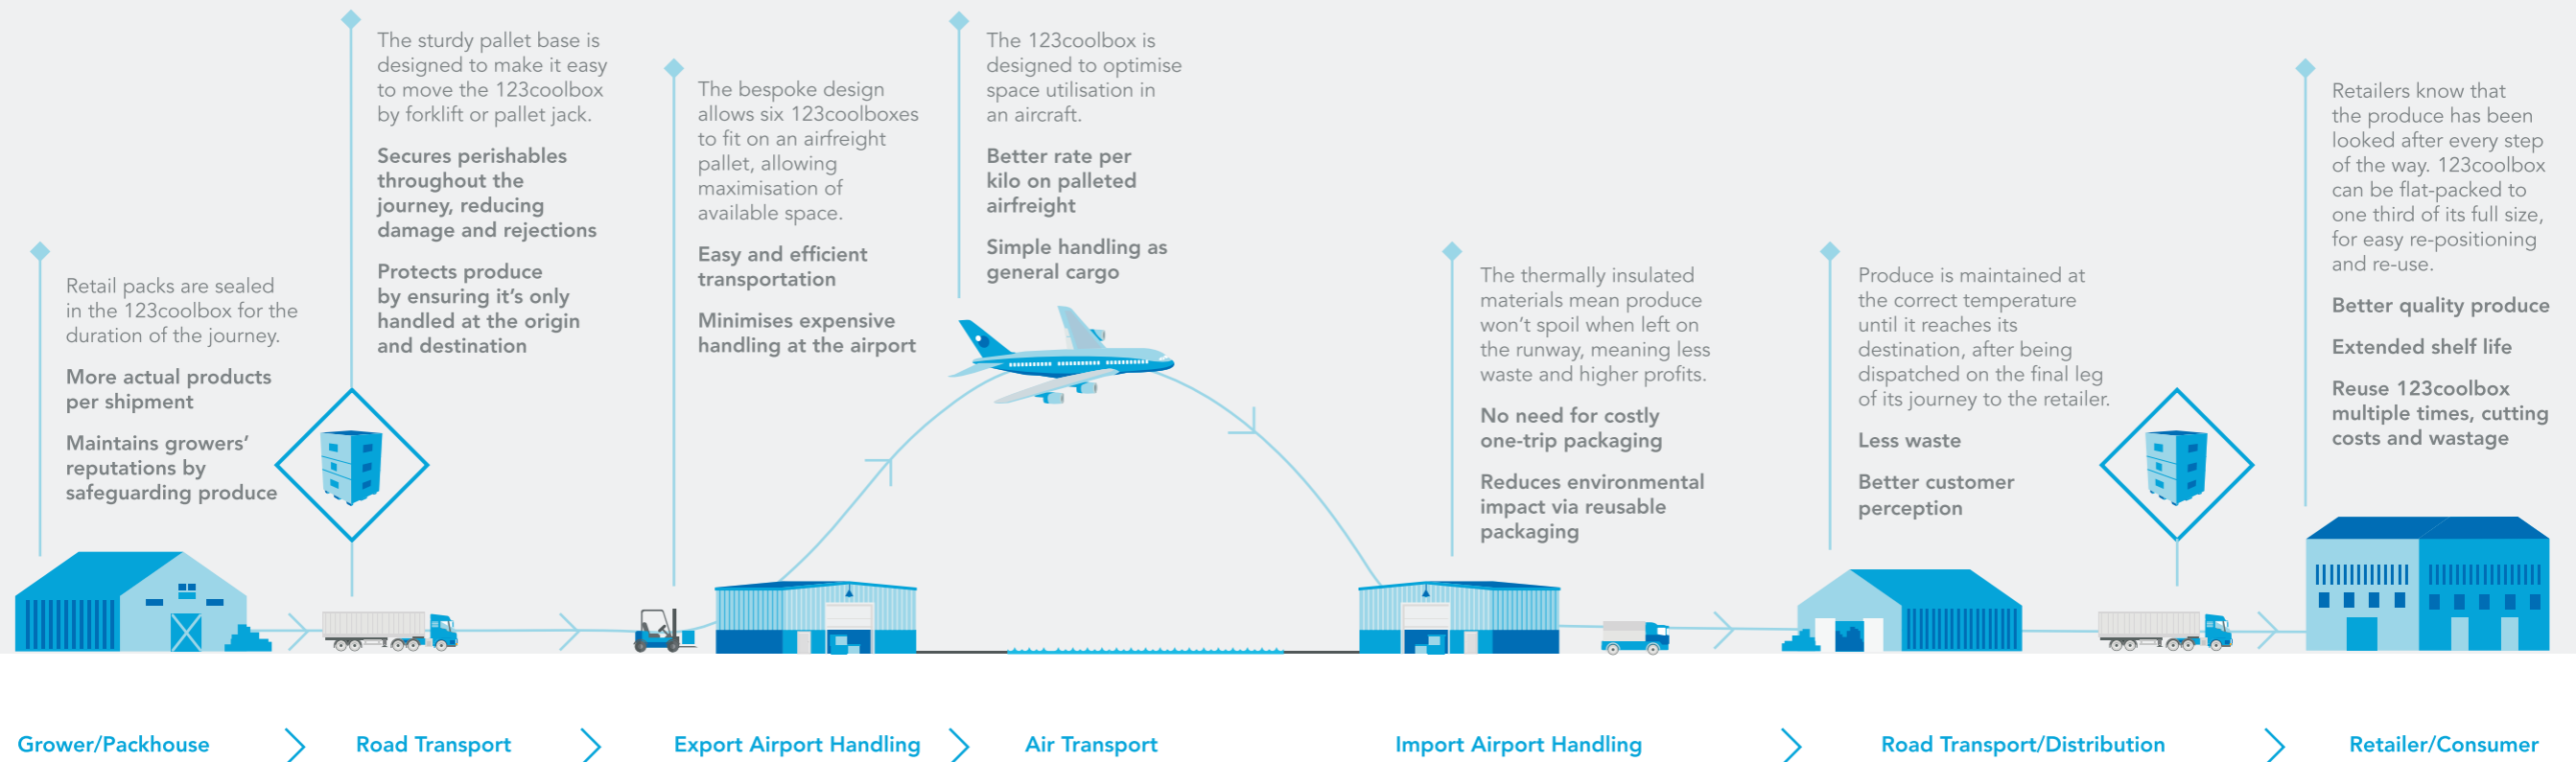 Retail packs are sealed
in the 123coolbox for the
duration of the journey.
More actual products
per shipment
Maintains growers’
reputations by
safeguarding produce
The sturdy pallet base is
designed to make it easy
to move the 123coolbox
by forklift or pallet jack.
Secures perishables
throughout the
journey, reducing
damage and rejections
Protects produce
by ensuring it’s only
handled at the origin
and destination
The bespoke design
allows six 123coolboxes
to fit on an airfreight
pallet, allowing
maximisation of
available space.
Easy and efficient
transportation
Minimises expensive
handling at the airport
The 123coolbox is
designed to optimise
space utilisation in
an aircraft.
Better rate per
kilo on palleted
airfreight
Simple handling as
general cargo
The thermally insulated
materials mean produce
won’t spoil when left on
the runway, meaning less
waste and higher profits.
No need for costly
one-trip packaging
Reduces environmental
impact via reusable
packaging
Produce is maintained at
the correct temperature
until it reaches its
destination, after being
dispatched on the final leg
of its journey to the retailer.
Less waste
Better customer
perception
Retailers know that
the produce has been
looked after every step
of the way. 123coolbox
can be flat-packed to
one third of its full size,
for easy re-positioning
and re-use.
Better quality produce
Extended shelf life
Reuse 123coolbox
multiple times, cutting
costs and wastage
Grower/Packhouse
Road Transport
Export Airport Handling
Air Transport
Import Airport Handling
Road Transport/Distribution
Retailer/Consumer